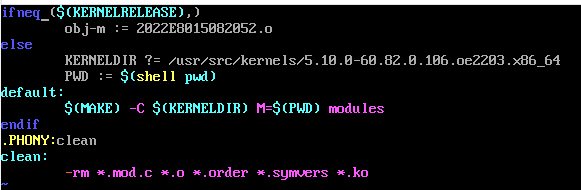 ifneq ($(KERNELRELEASE),)
        obj-m := 2022E8015082052.o
else
        KERNELDIR ?= /usr/src/kernels/5.10.0-60.82.0.106.oe2203.x86_64
        PWD := $(shell pwd)
default:
        $(MAKE) -C $(KERNELDIR) M=$(PWD) modules
endif
.PHONY:clean
clean:
        -rm *.mod.c *.o *.order *.symvers *.ko
~